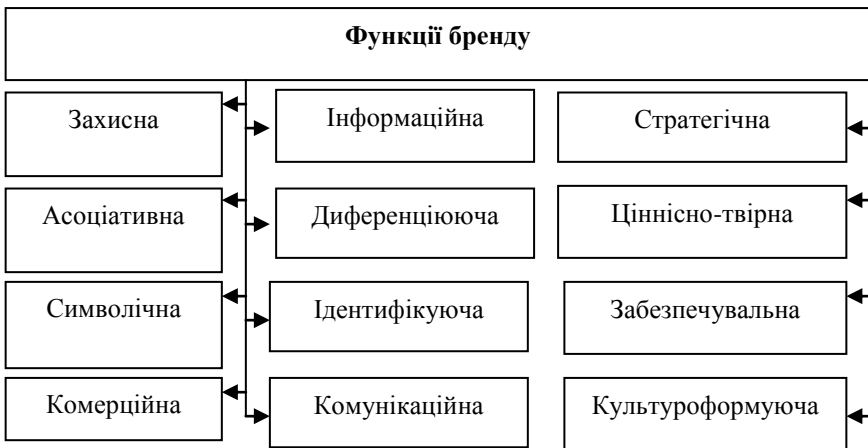 Функції бренду
Захисна
Інформаційна
Стратегічна
Асоціативна
Диференціююча
Ціннісно-твірна
Символічна
Ідентифікуюча
Забезпечувальна
Комерційна
Комунікаційна
Культуроформуюча